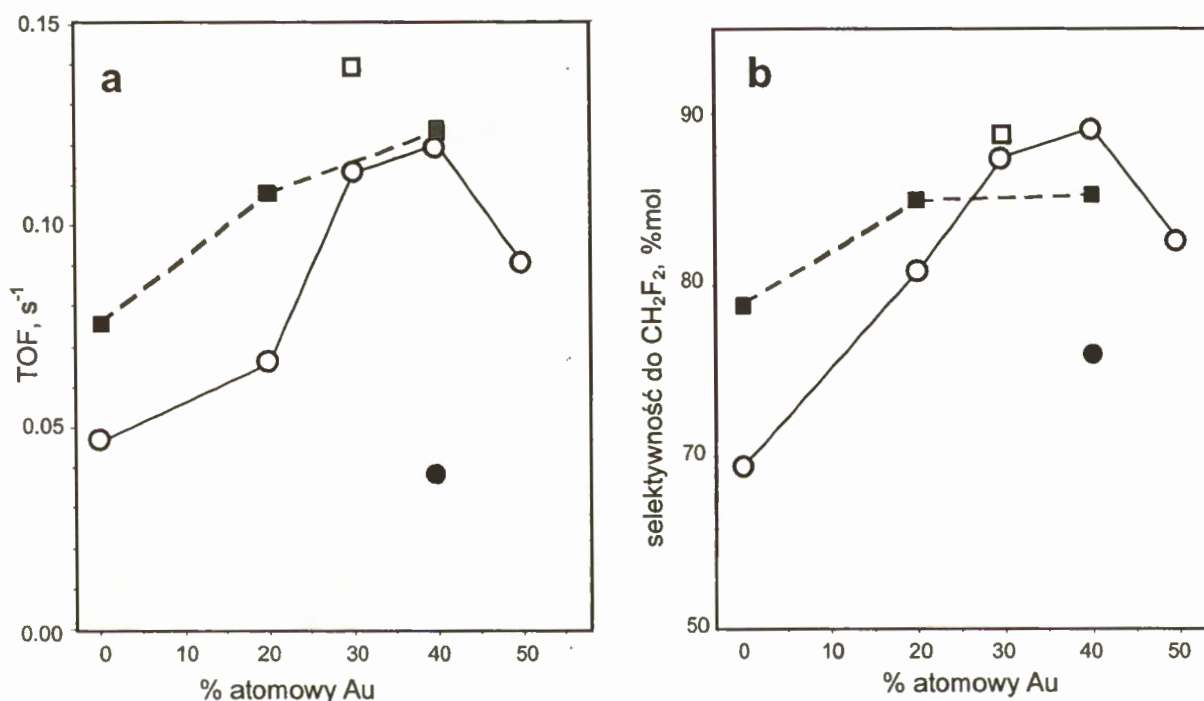 a
0.15
0.10
0.05
0.00
TOF, s⁻¹
0 10 20 30 40 50
% atomowy Au
b
90
80
70
50
selektywność do CH₂F₂, %mol
0 10 20 30 40 50
% atomowy Au